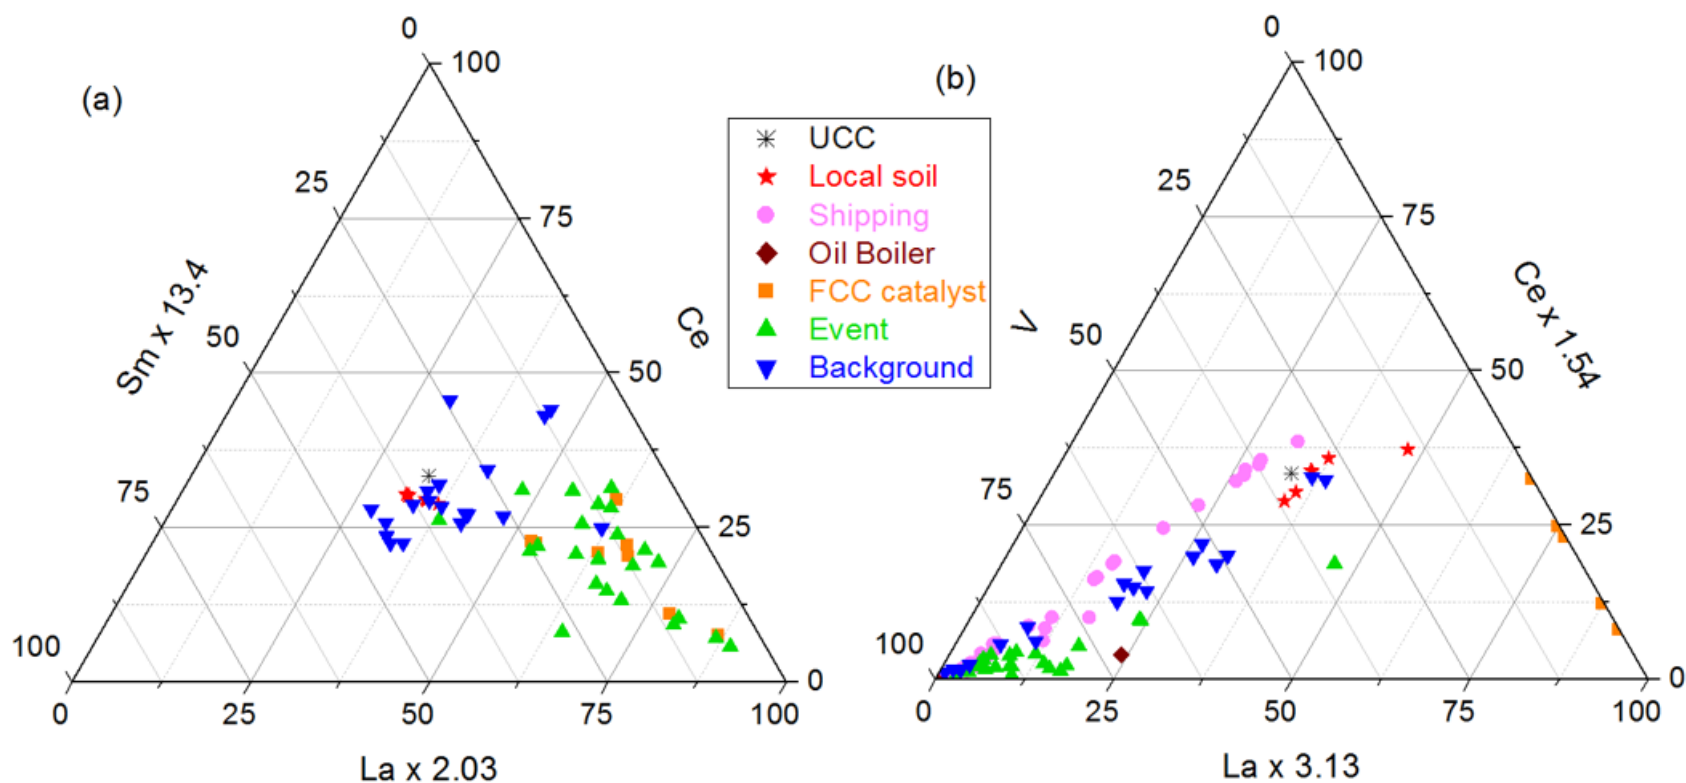 (a)
0
100
25
75
Sm x 13.4
Ce
50
50
75
25
100
0
0
25
50
75
100
La x 2.03
UCC
Local soil
Shipping
Oil Boiler
FCC catalyst
Event
Background
(b)
0
100
25
75
V
Ce x 1.54
50
50
75
25
100
0
0
25
50
75
100
La x 3.13